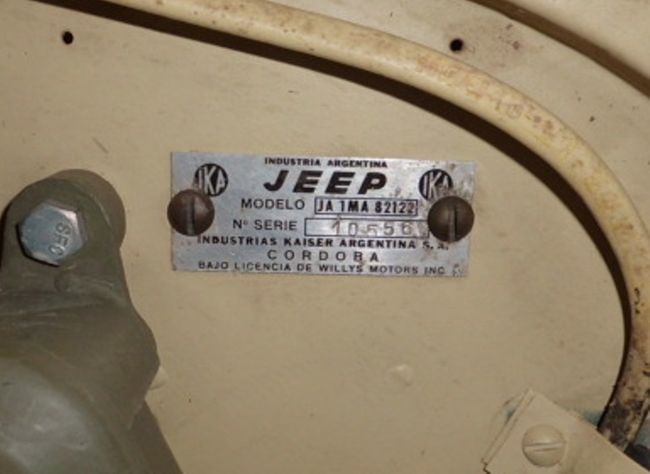 INDUSTRIA ARGENTINA
IKA JEEP IKA
MODELO JA 1MA 82122
Nº SERIE
INDUSTRIAS KAISER ARGENTINA S.A.
CORDOBA
BAJO LICENCIA DE WILLYS MOTORS INC